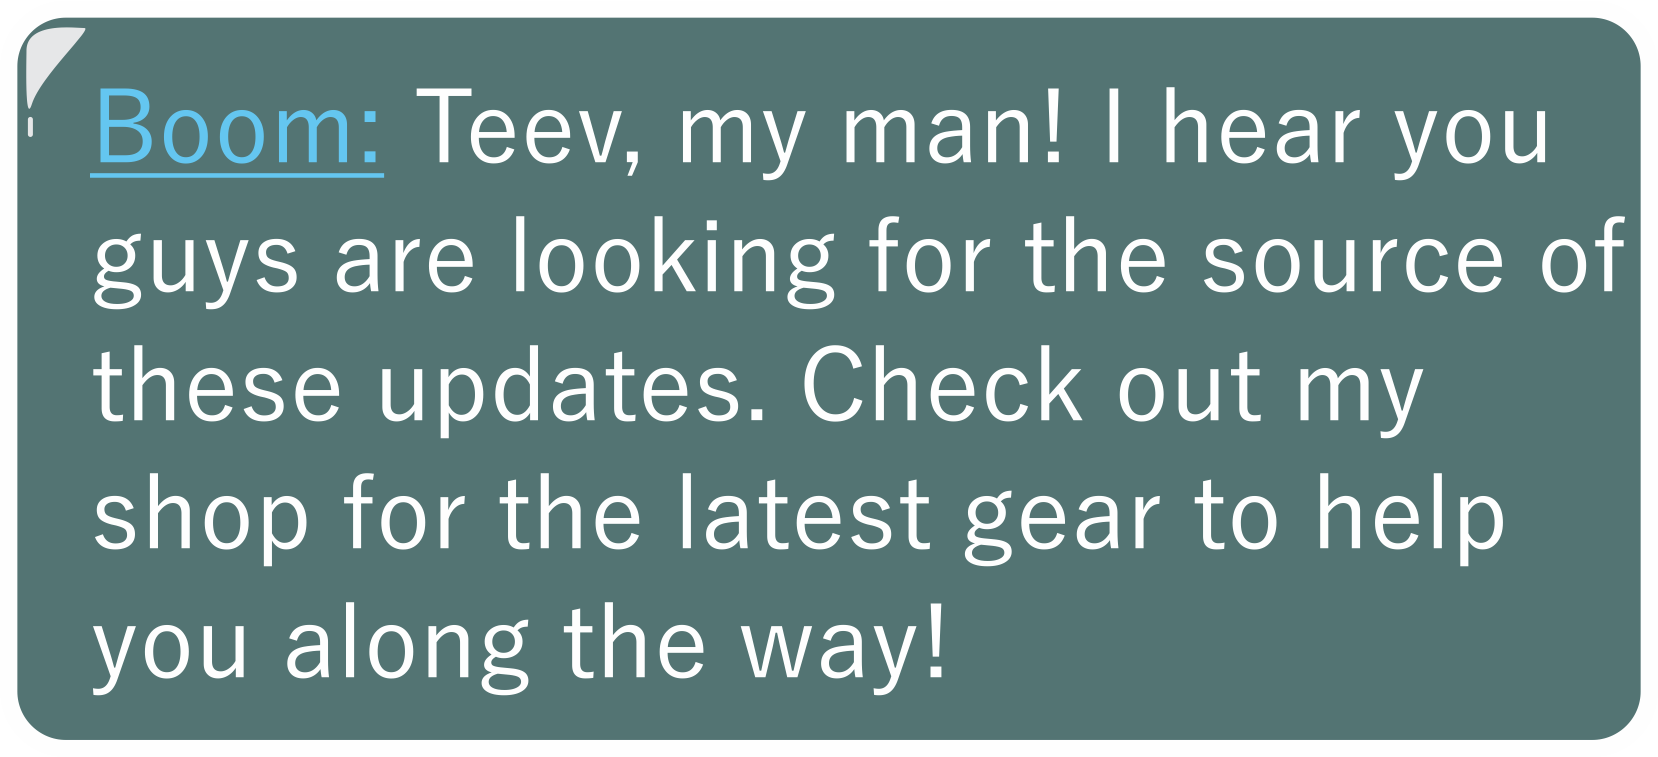 Boom: Teev, my man! I hear you
guys are looking for the source of
these updates. Check out my
shop for the latest gear to help
you along the way!